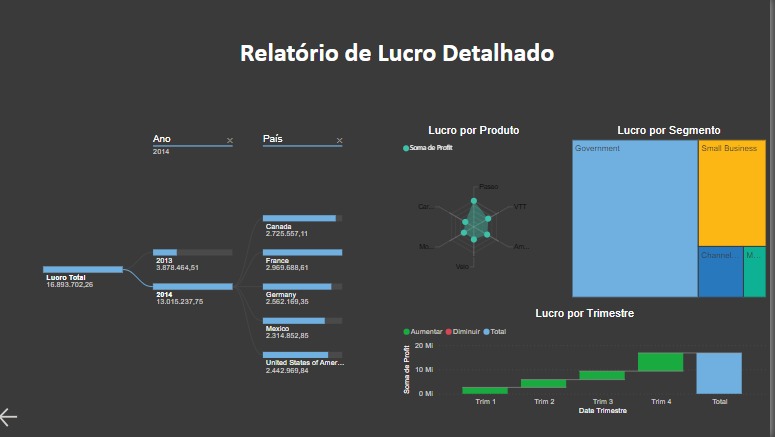 Relatório de Lucro Detalhado
Ano
2014
País
Lucro Total
16.893.702,26
2013
3.878.464,51
2014
13.015.237,75
Canada
2.725.557,11
France
2.969.688,61
Germany
2.562.169,35
Mexico
2.314.852,85
United States of Amer...
2.442.969,84
Lucro por Produto
Soma de Profit
Paseo
VTT
Am...
Velo
Mo...
Car...
Lucro por Segmento
Government
Small Business
Channel...
M...
Lucro por Trimestre
Aumentar Diminuir Total
Soma de Profit
20 Mi
10 Mi
0 Mi
Trim 1 Trim 2 Trim 3 Trim 4 Total
Data Trimestre